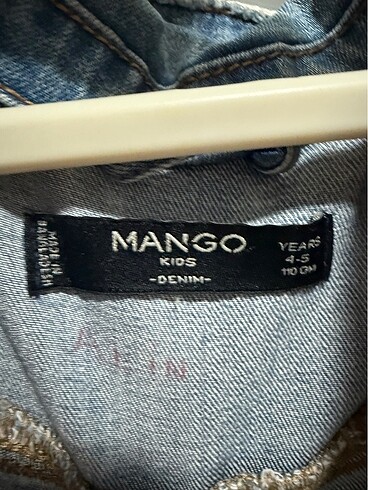 MADE IN
BANGLADESH
MANGO
KIDS
-DENIM-
YEARS
4-5
110 CM